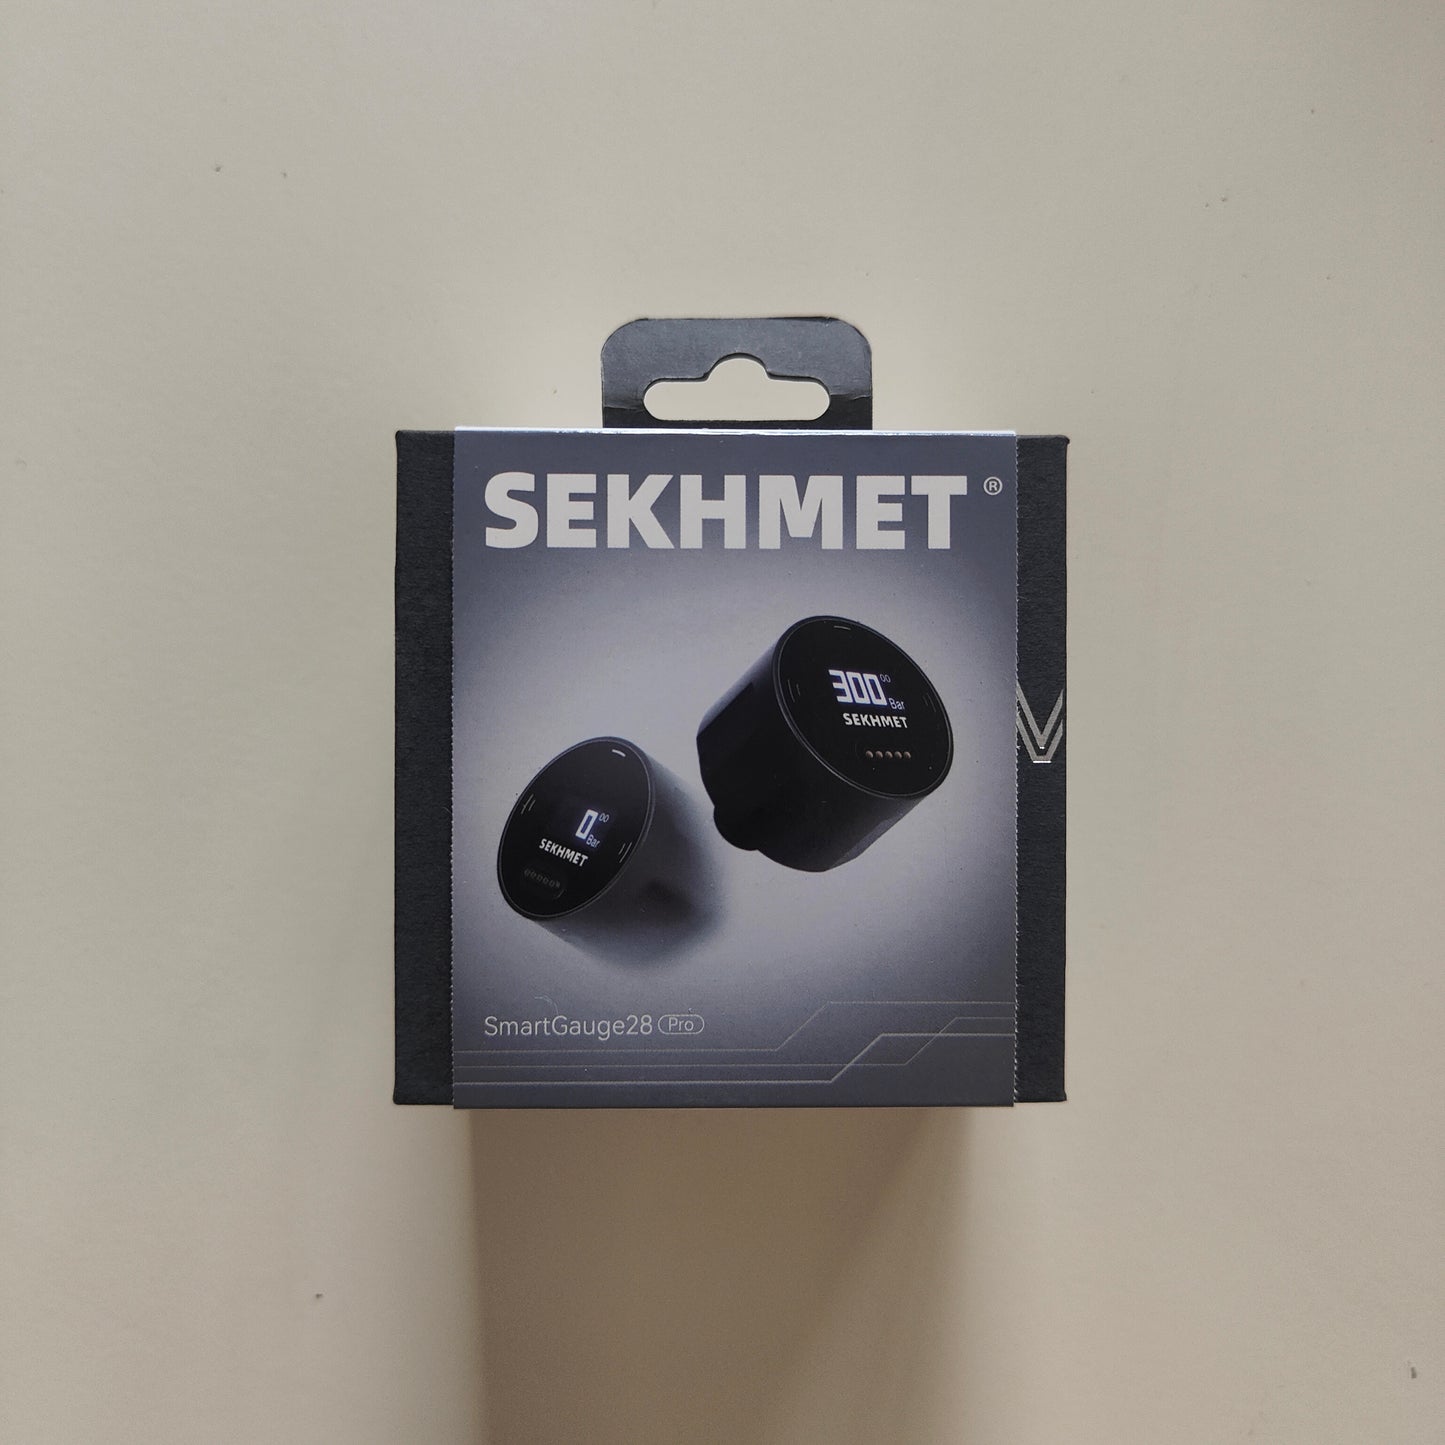 SEKHMET®
300 00
Bar
SEKHMET
0 00
Bar
SEKHMET
SmartGauge28 Pro
V